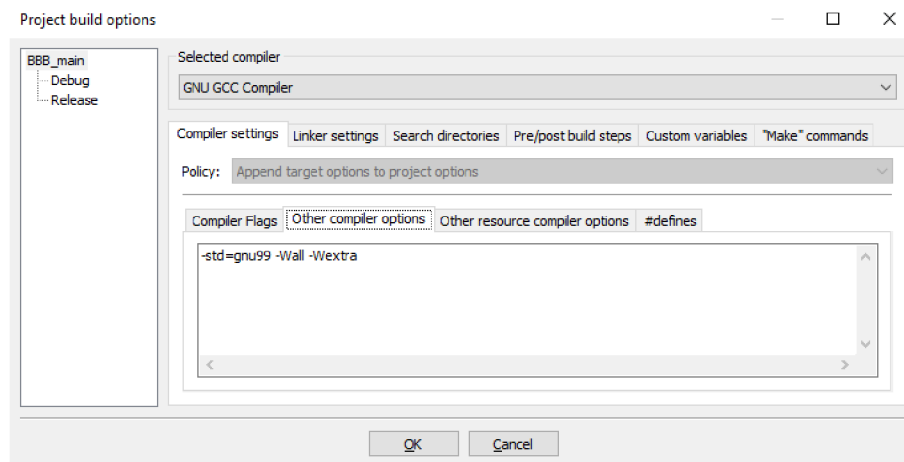 Project build options
BBB_main
Debug
Release
Selected compiler
GNU GCC Compiler
Compiler settings Linker settings Search directories Pre/post build steps Custom variables "Make" commands
Policy: Append target options to project options
Compiler Flags Other compiler options Other resource compiler options #defines
-std=gnu99 -Wall -Wextra
OK Cancel